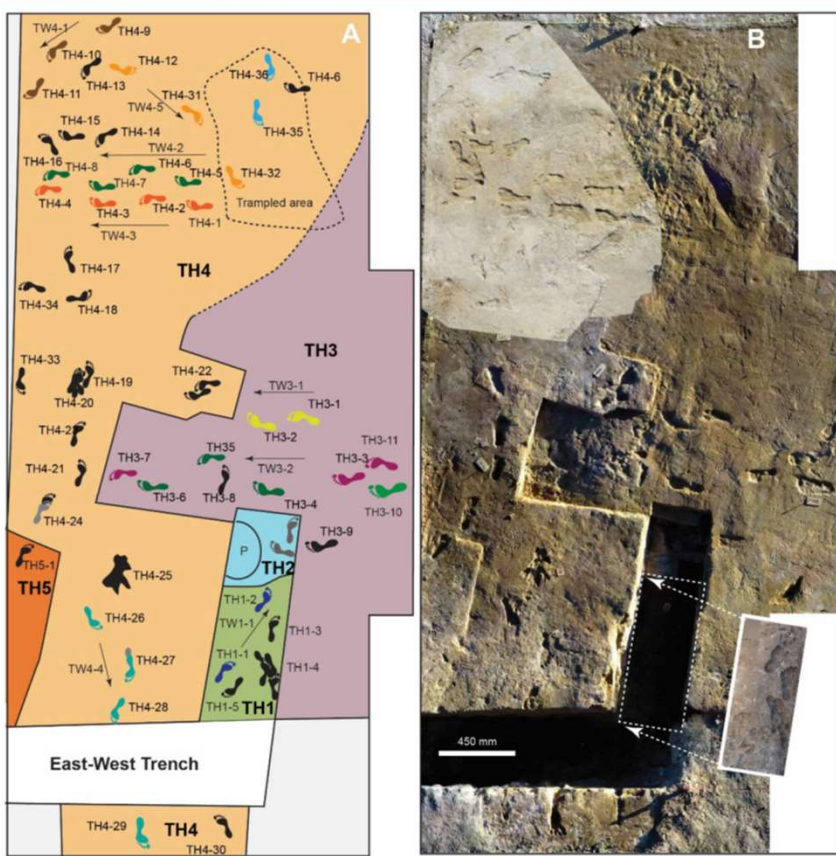 A
TW4-1
TH4-9
TH4-10
TH4-12
TH4-13
TH4-11
TH4-36
TH4-6
TH4-31
TW4-5
TH4-35
TH4-15
TH4-14
TH4-16
TW4-2
TH4-8
TH4-6
TH4-7
TH4-5
TH4-32
TH4-4
TH4-3
TH4-2
TH4-1
Trampled area
TW4-3
TH4-17
TH4
TH4-34
TH4-18
TH3
TH4-33
TH4-19
TH4-20
TH4-22
TW3-1
TH3-1
TH3-2
TH4-23
TH35
TH3-11
TH3-7
TW3-2
TH3-3
TH4-21
TH3-6
TH3-8
TH3-4
TH3-10
TH4-24
TH3-9
P
TH2
TH5-1
TH5
TH4-25
TH1-2
TW1-1
TH1-3
TH4-26
TH1-1
TH1-4
TW4-4
TH4-27
TH1-5
TH1
TH4-28
East-West Trench
TH4-29
TH4
TH4-30
B
450 mm